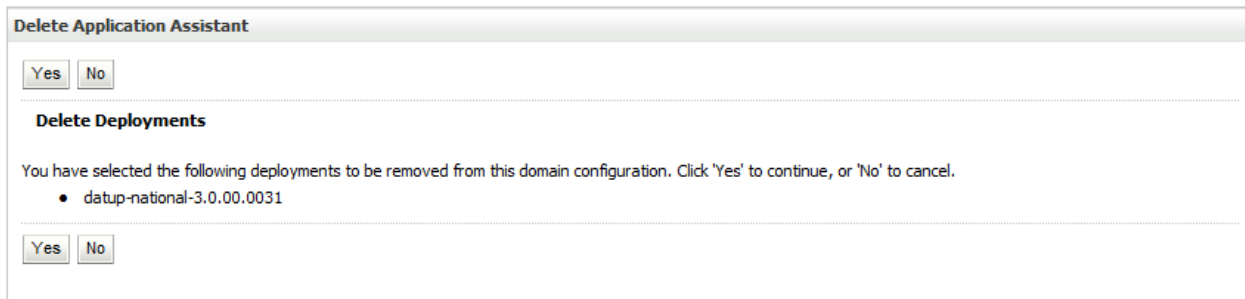 Delete Application Assistant
Yes No
Delete Deployments
You have selected the following deployments to be removed from this domain configuration. Click 'Yes' to continue, or 'No' to cancel.
● datup-national-3.0.00.0031
Yes No